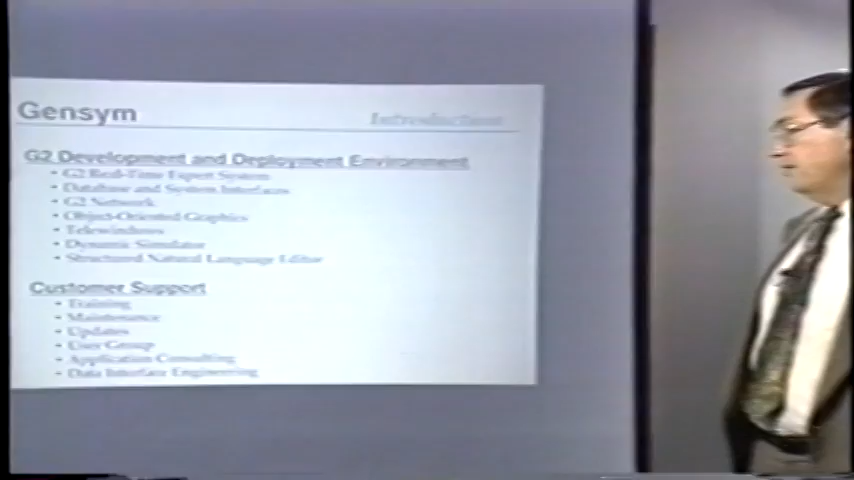 Gensym
Introduction
G2 Development and Deployment Environment
• G2 Real-Time Expert System
• Database and System Interfaces
• G2 Network
• Object-Oriented Graphics
• Telewindows
• Dynamic Simulator
• Structured Natural Language Editor
Customer Support
• Training
• Maintenance
• Updates
• User Group
• Application Consulting
• Data Interface Engineering